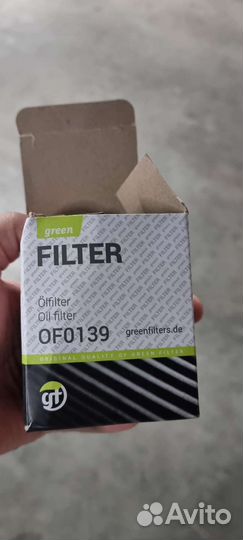 green
FILTER
Ölfilter
Oil filter
OF0139
greenfilters.de
ORIGINAL QUALITY OF GREEN FILTER
gf
Avito